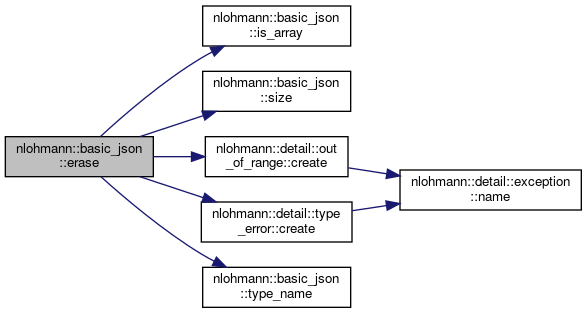 nlohmann::basic_json
::is_array
nlohmann::basic_json
::size
nlohmann::basic_json
::erase
nlohmann::detail::out
_of_range::create
nlohmann::detail::exception
::name
nlohmann::detail::type
_error::create
nlohmann::basic_json
::type_name